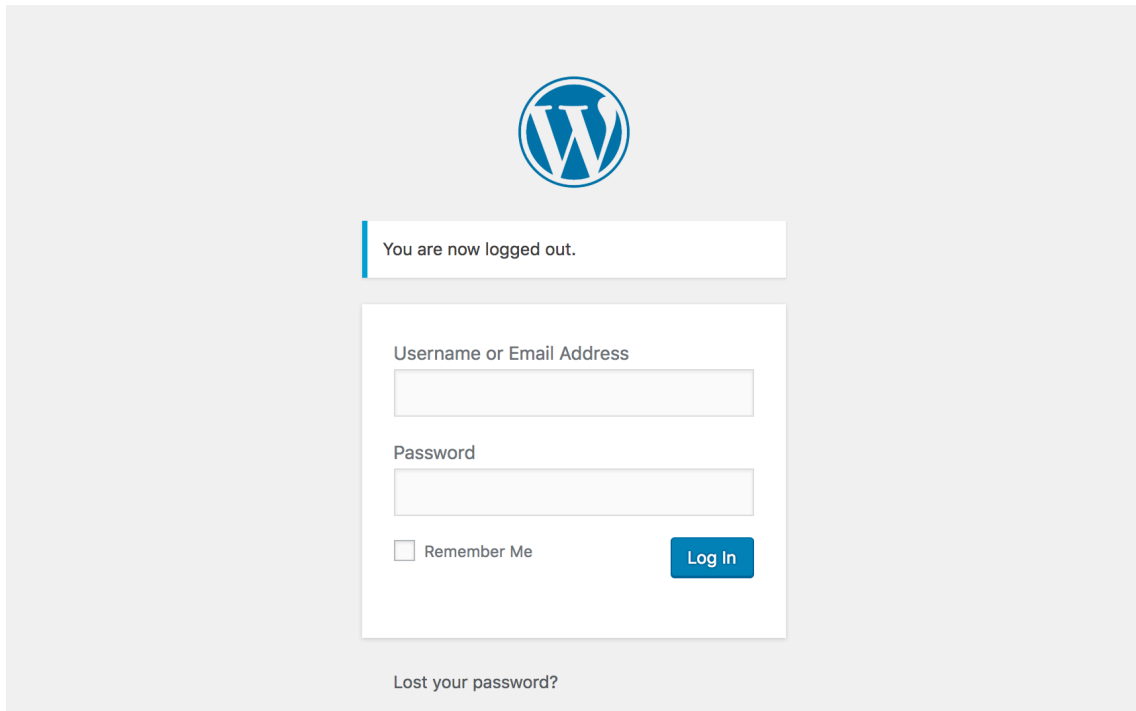 You are now logged out.
Username or Email Address
Password
Remember Me
Log In
Lost your password?